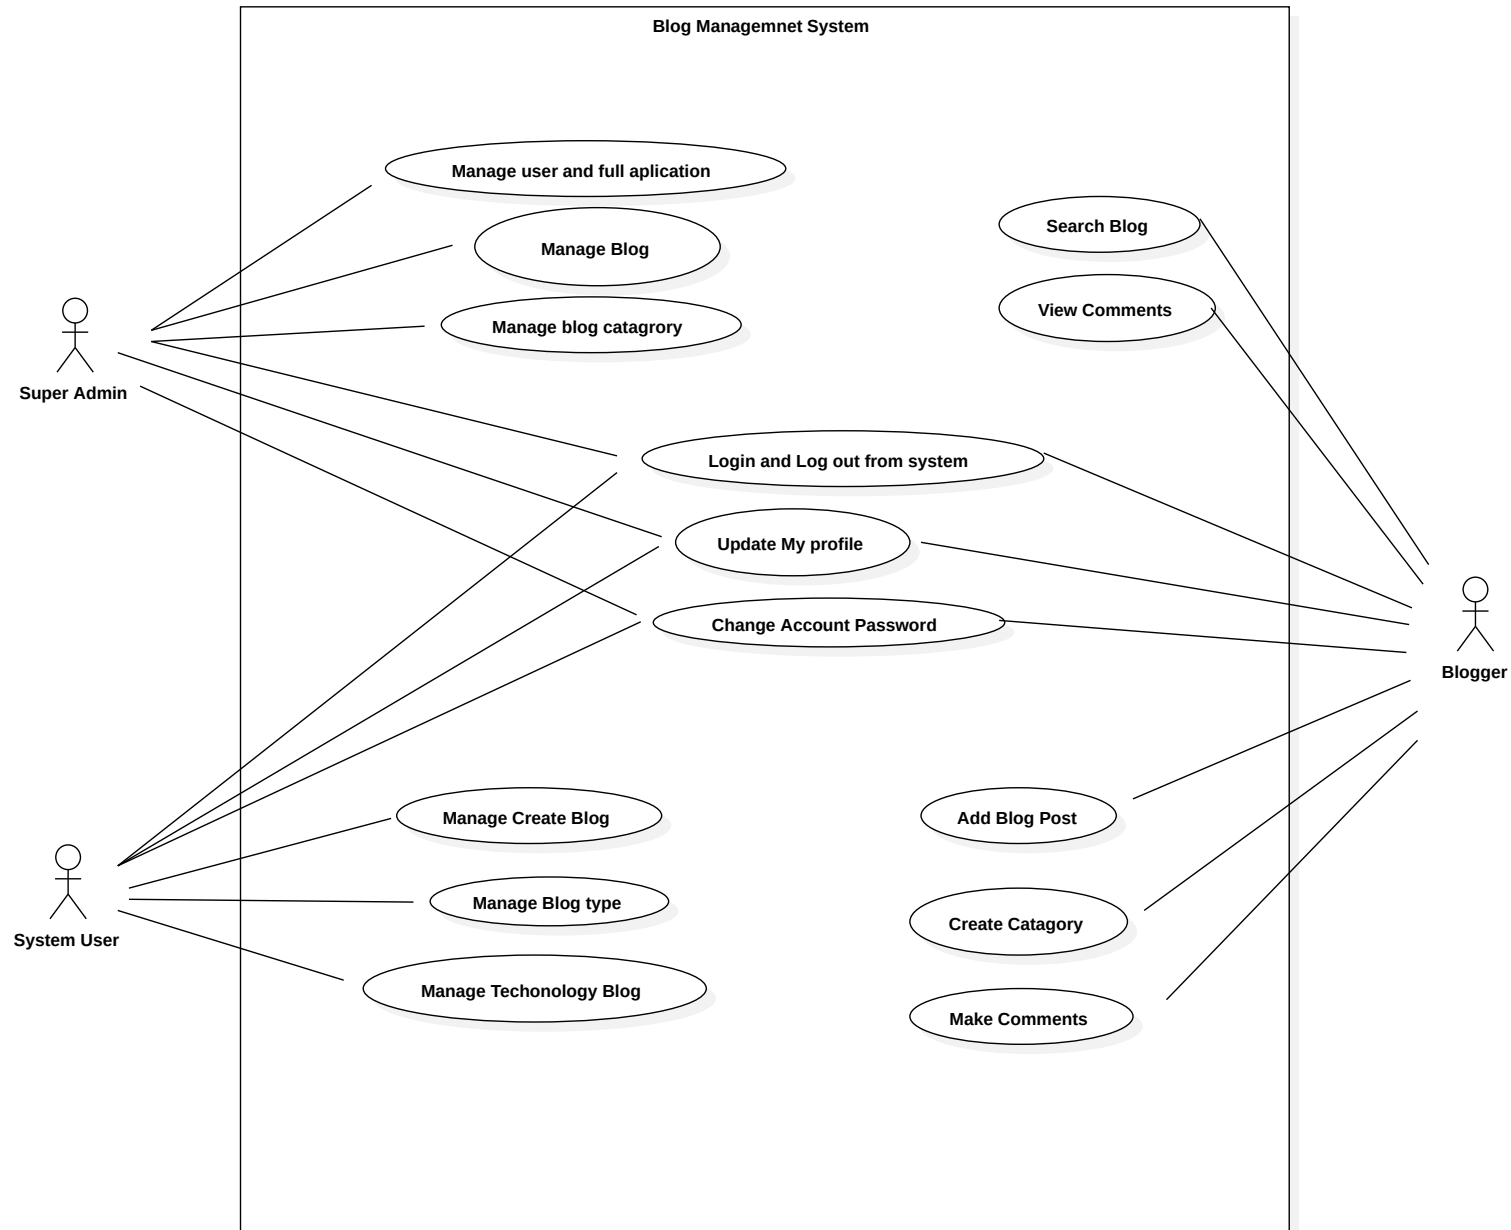 Blog Managemnet System
Manage user and full aplication
Search Blog
Manage Blog
View Comments
Manage blog catagrory
Super Admin
Login and Log out from system
Update My profile
Change Account Password
Blogger
Manage Create Blog
Add Blog Post
Manage Blog type
Create Catagory
System User
Manage Techonology Blog
Make Comments